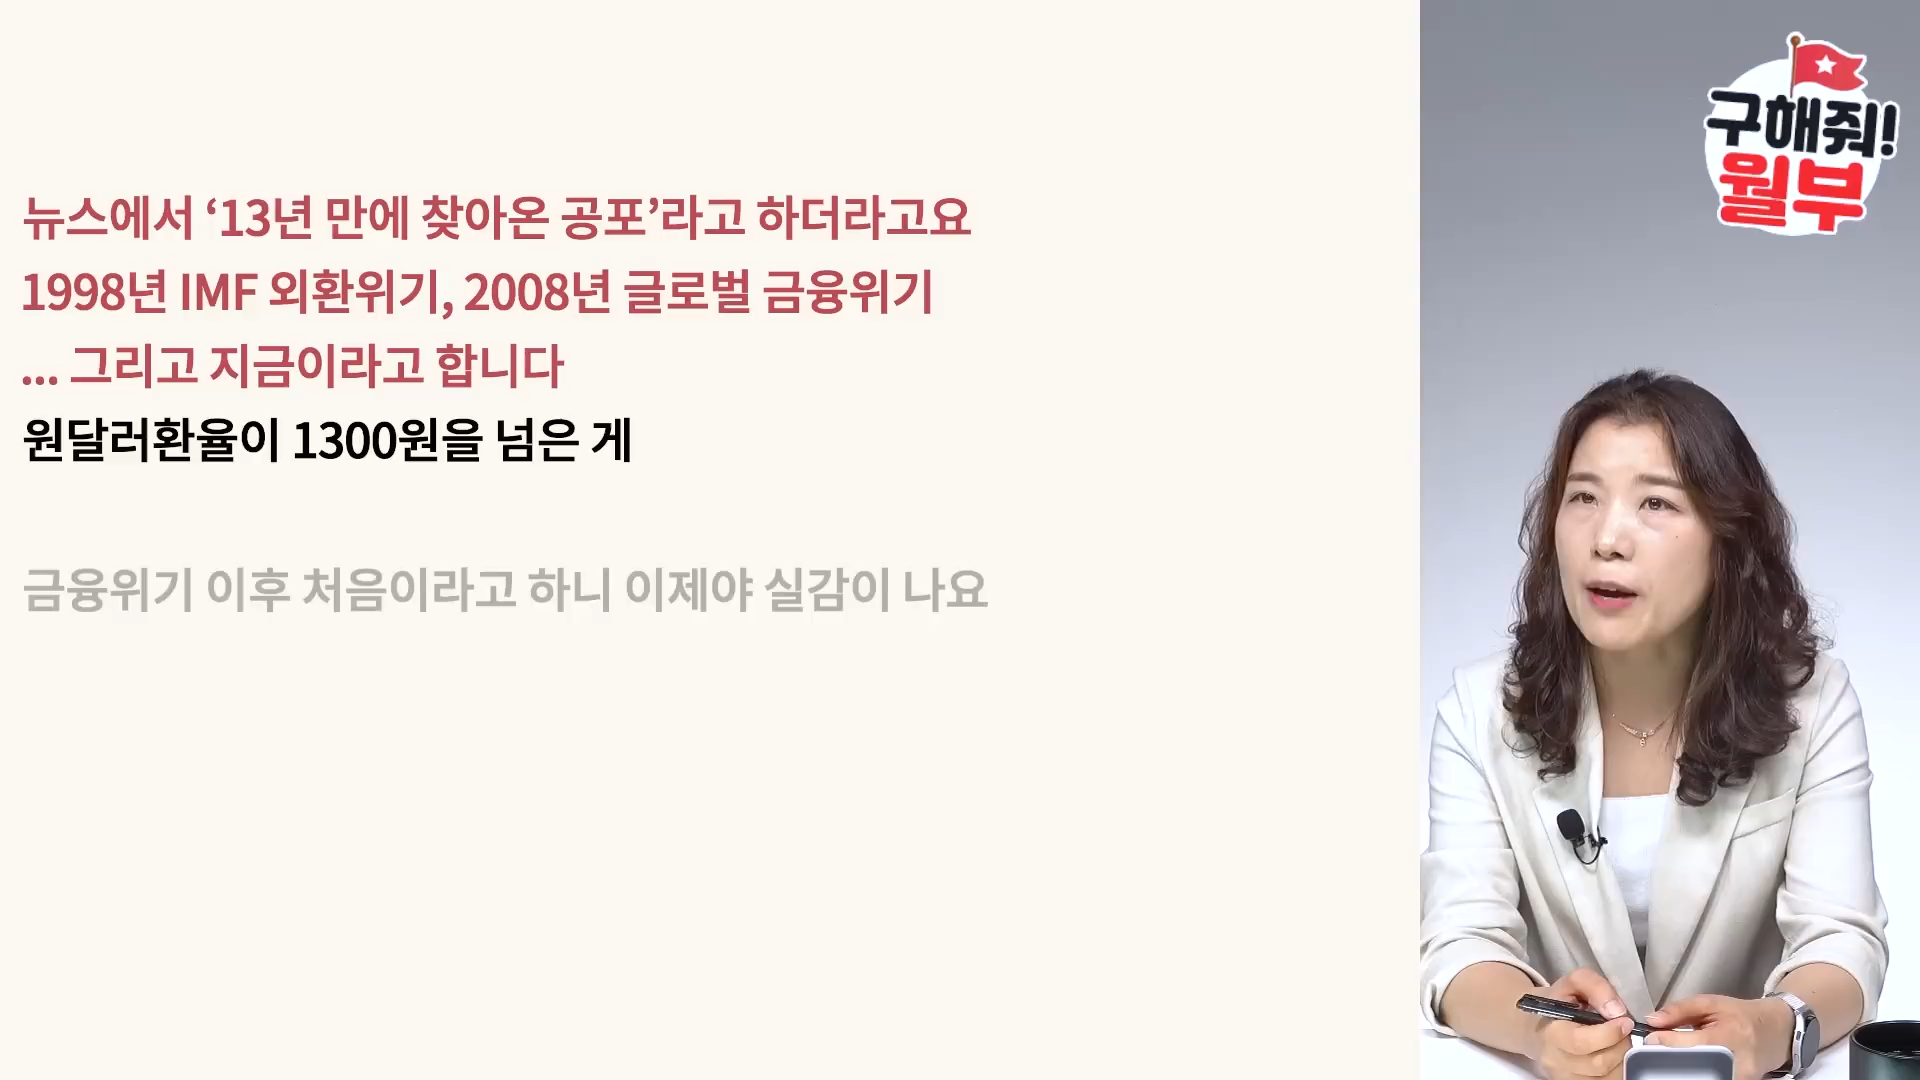 뉴스에서 ‘13년 만에 찾아온 공포’라고 하더라고요
1998년 IMF 외환위기, 2008년 글로벌 금융위기
... 그리고 지금이라고 합니다
원달러환율이 1300원을 넘은 게
금융위기 이후 처음이라고 하니 이제야 실감이 나요
구해줘!
월부